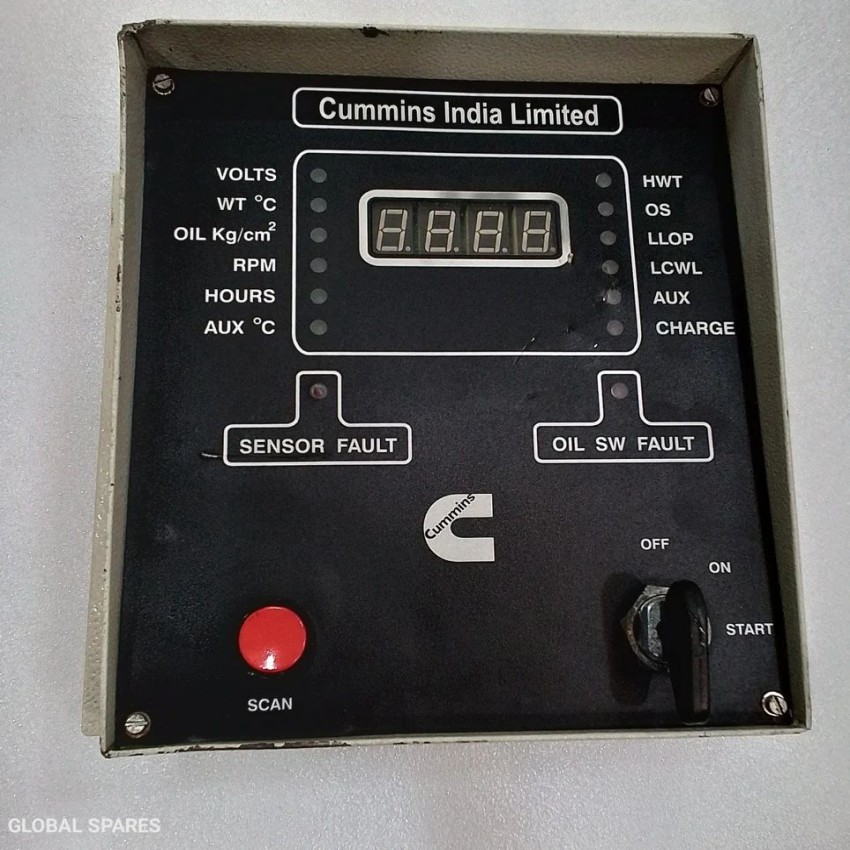 Cummins India Limited
VOLTS
WT °C
OIL Kg/cm²
RPM
HOURS
AUX °C
HWT
OS
LLOP
LCWL
AUX
CHARGE
SENSOR FAULT
OIL SW FAULT
Cummins
OFF
ON
START
SCAN
GLOBAL SPARES